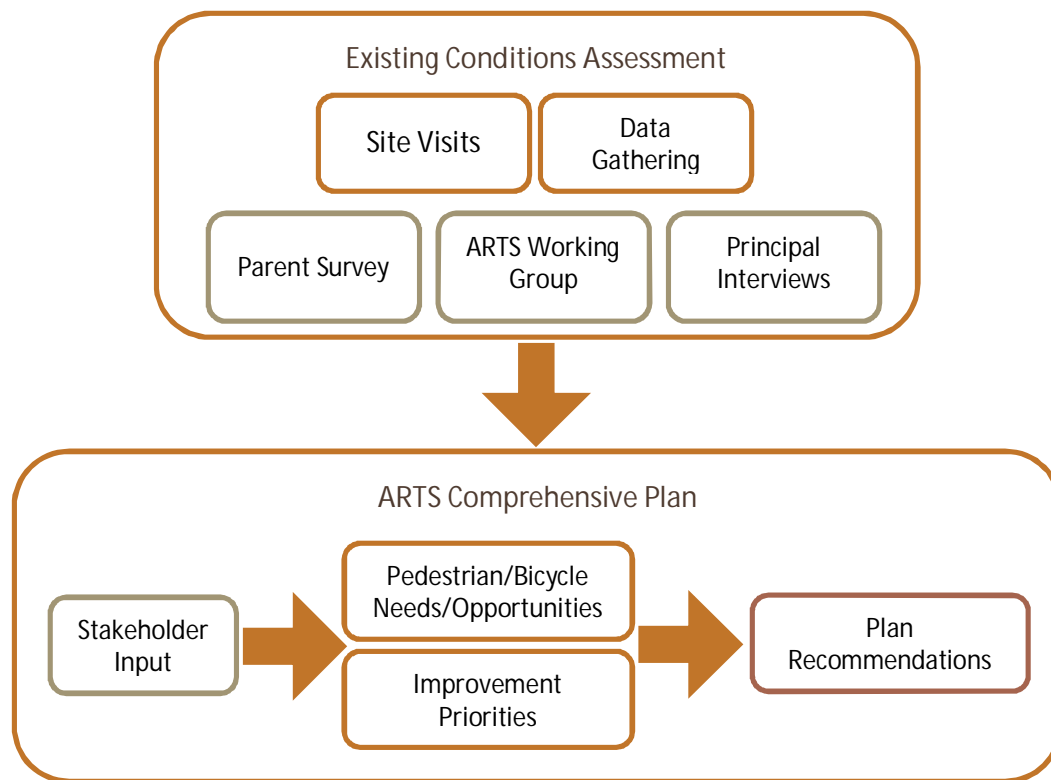 Existing Conditions Assessment
Site Visits
Data
Gathering
Parent Survey
ARTS Working
Group
Principal
Interviews
ARTS Comprehensive Plan
Stakeholder
Input
Pedestrian/Bicycle
Needs/Opportunities
Improvement
Priorities
Plan
Recommendations